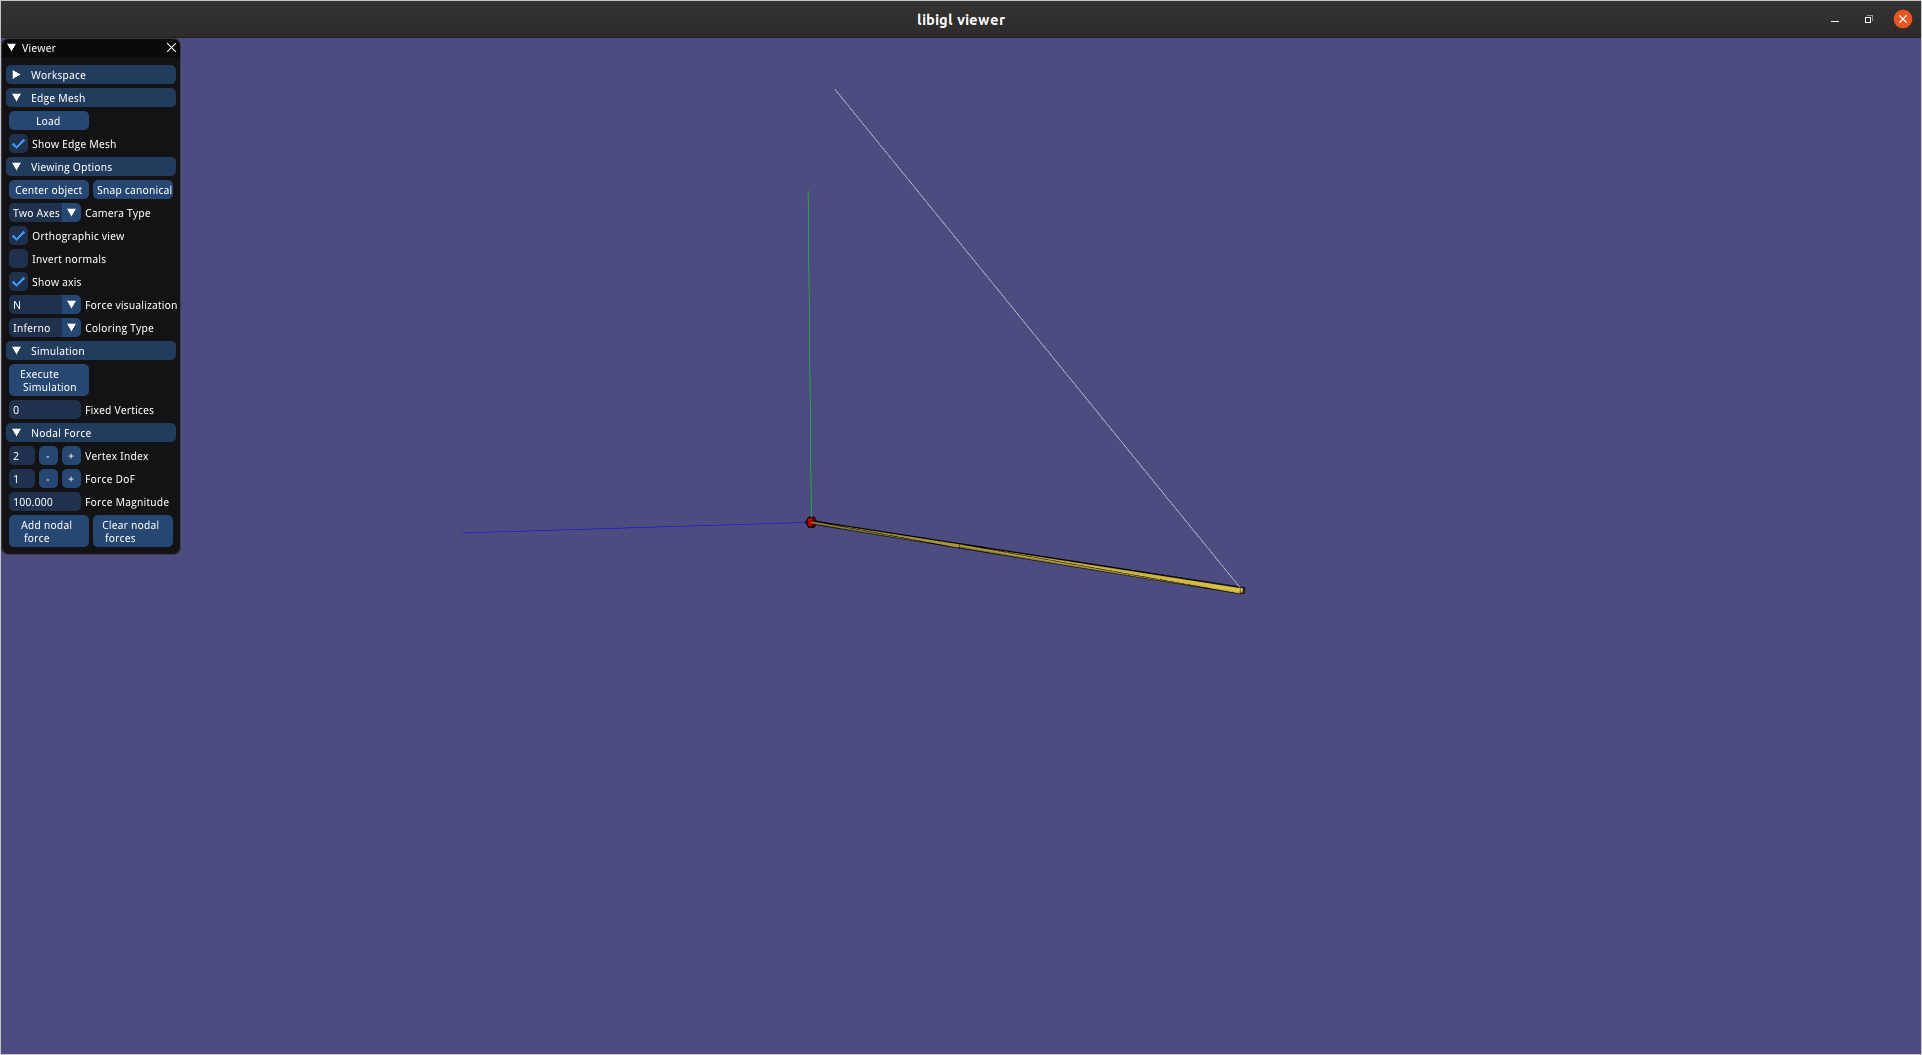 libigl viewer
Viewer
Workspace
Edge Mesh
Load
Show Edge Mesh
Viewing Options
Center object Snap canonical
Two Axes Camera Type
Orthographic view
Invert normals
Show axis
N Force visualization
Inferno Coloring Type
Simulation
Execute
Simulation
0 Fixed Vertices
Nodal Force
2 - + Vertex Index
1 - + Force DoF
100.000 Force Magnitude
Add nodal Clear nodal
force forces